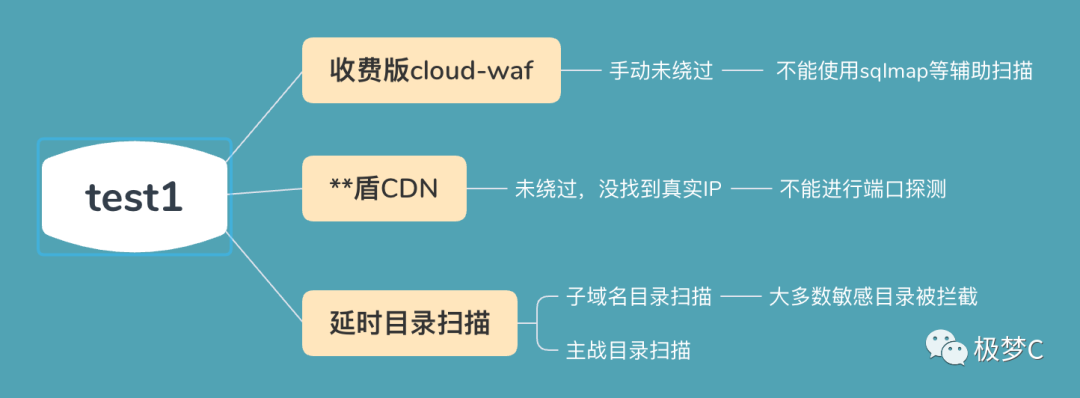 收费版cloud-waf
手动未绕过
不能使用sqlmap等辅助扫描
test1
**盾CDN
未绕过，没找到真实IP
不能进行端口探测
延时目录扫描
子域名目录扫描
大多数敏感目录被拦截
主战目录扫描
极梦C